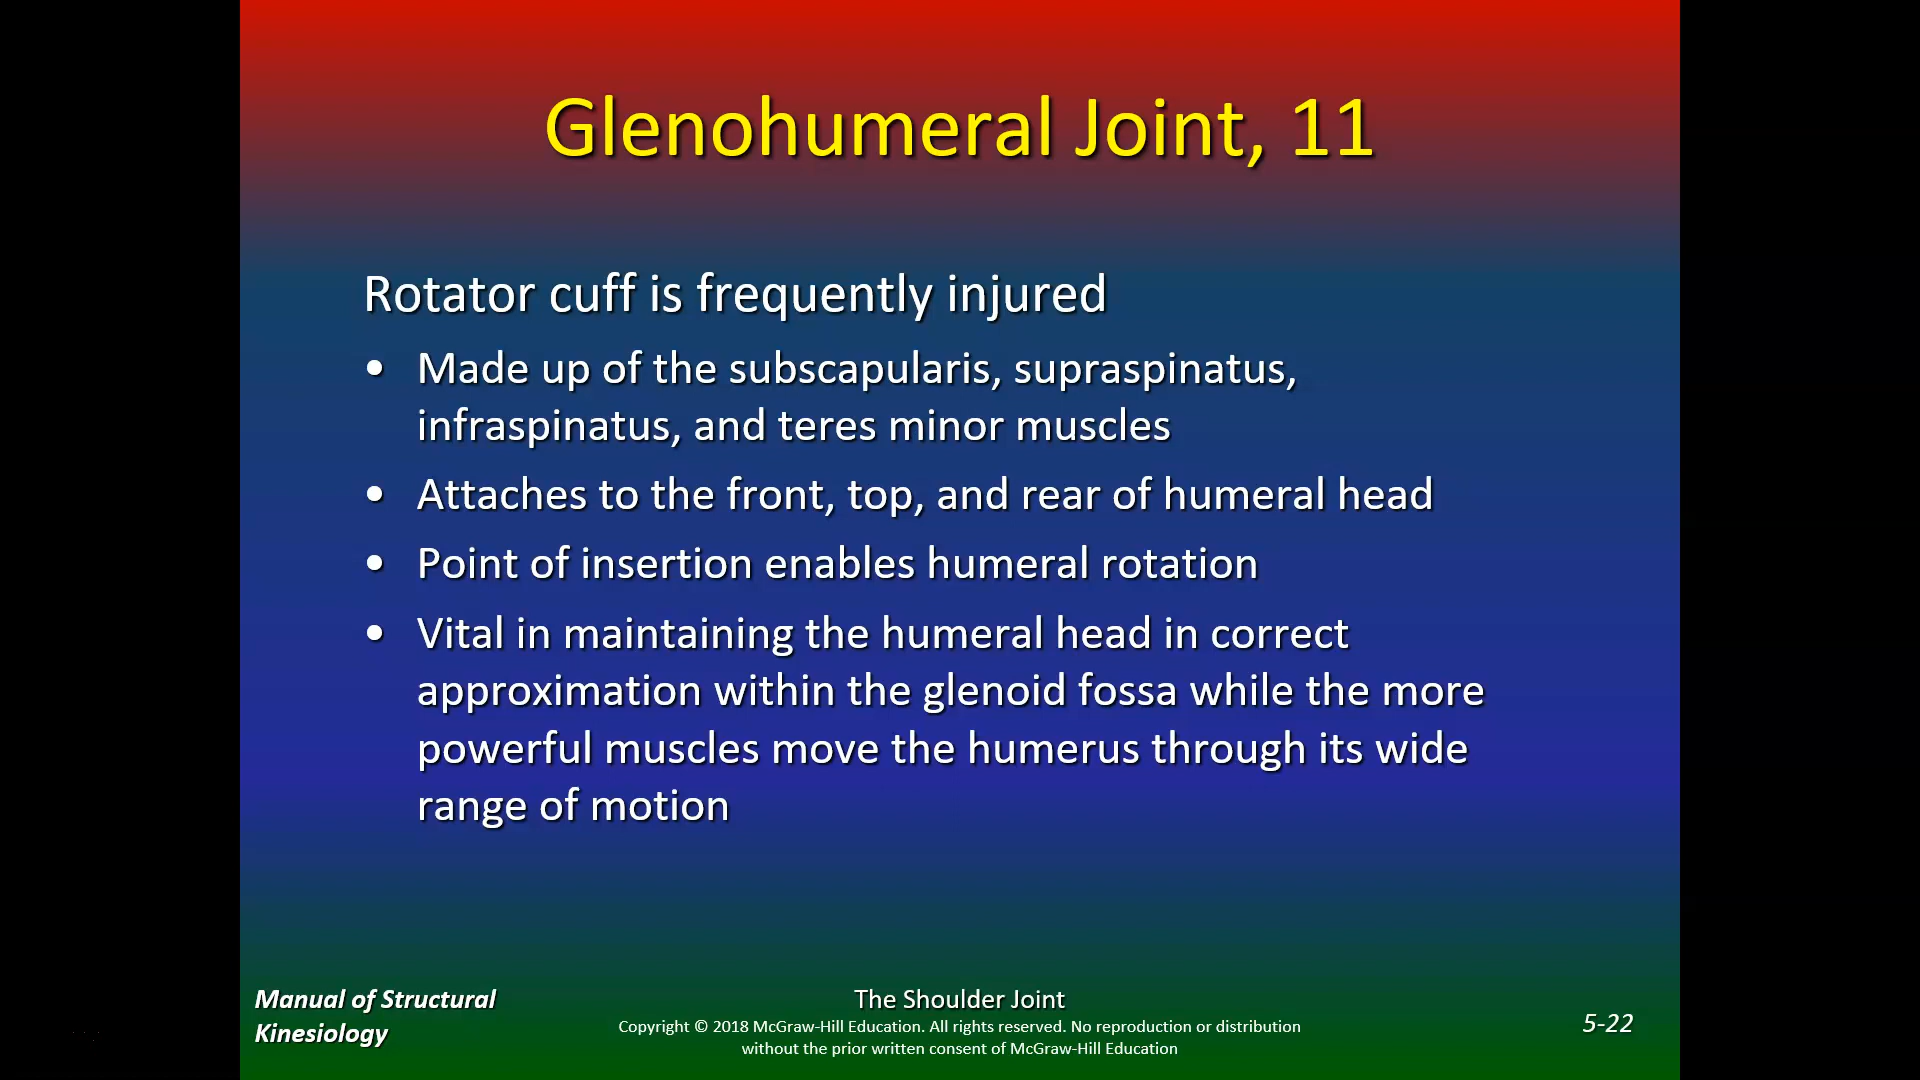 Glenohumeral Joint, 11
Rotator cuff is frequently injured
• Made up of the subscapularis, supraspinatus,
infraspinatus, and teres minor muscles
• Attaches to the front, top, and rear of humeral head
• Point of insertion enables humeral rotation
• Vital in maintaining the humeral head in correct
approximation within the glenoid fossa while the more
powerful muscles move the humerus through its wide
range of motion
Manual of Structural
Kinesiology
The Shoulder Joint
Copyright © 2018 McGraw-Hill Education. All rights reserved. No reproduction or distribution
without the prior written consent of McGraw-Hill Education
5-22